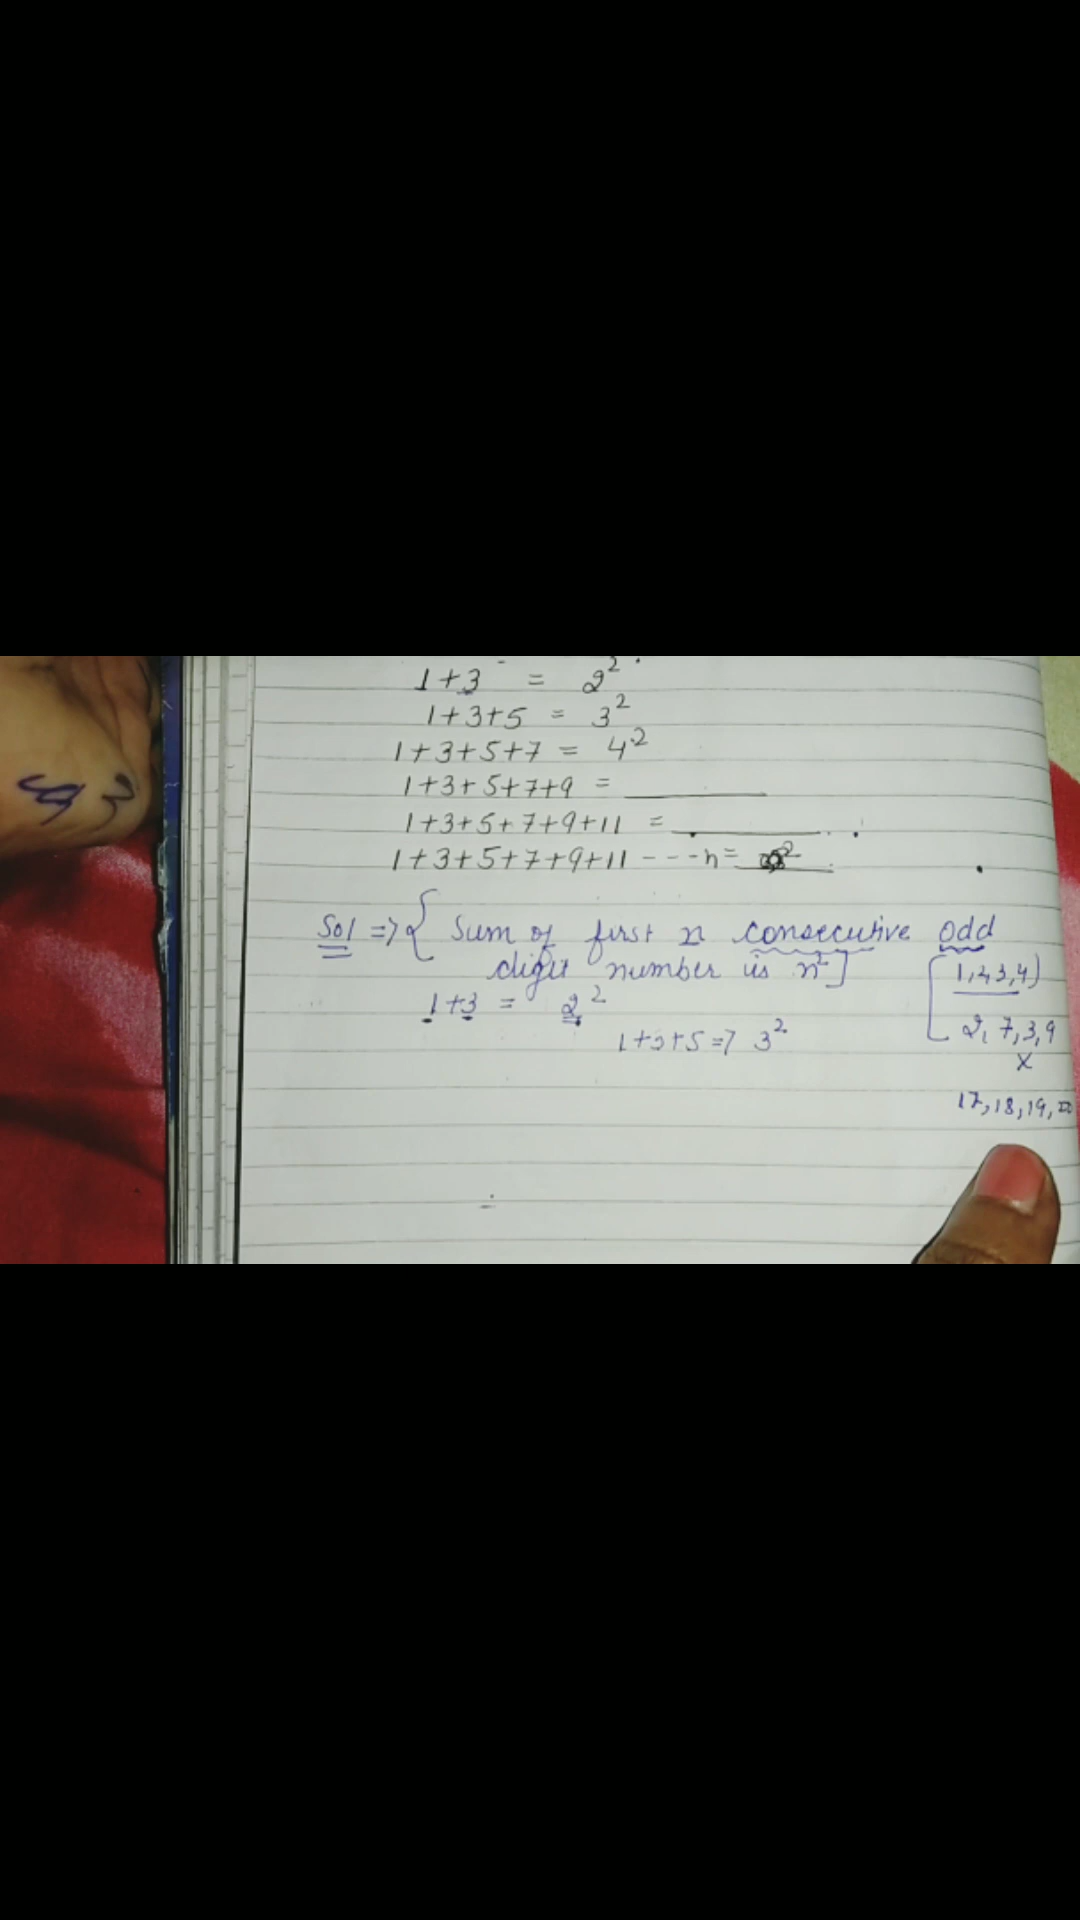 1+3 = 2²
1+3+5 = 3²
1+3+5+7 = 4²
1+3+5+7+9 = ______
1+3+5+7+9+11 = ______
1+3+5+7+9+11 - - - n = ²
Sol => { Sum of first n consecutive odd
digit number is n² ]
[ 1,2,3,4)
1+3 = 2²
2, 7, 3, 9
1+3+5 => 3²
x
17, 18, 19,